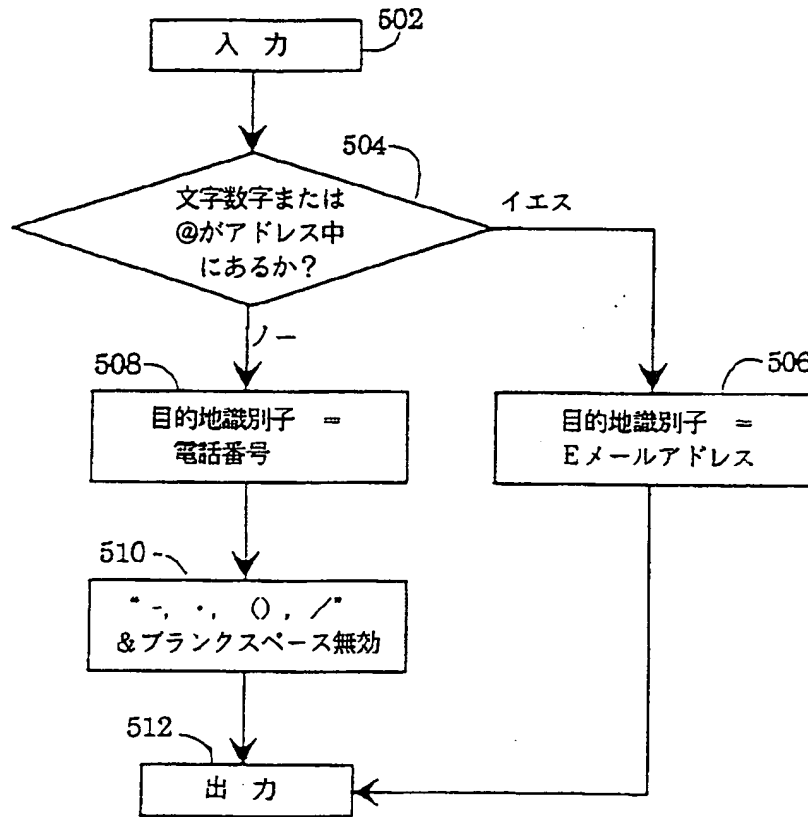 502
入 力
504
文字数字または
@がアドレス中
にあるか？
イエス
ノー
508
目的地識別子 =
電話番号
506
目的地識別子 =
Eメールアドレス
510
“-, ・, (), /”
&ブランクスペース無効
512
出 力